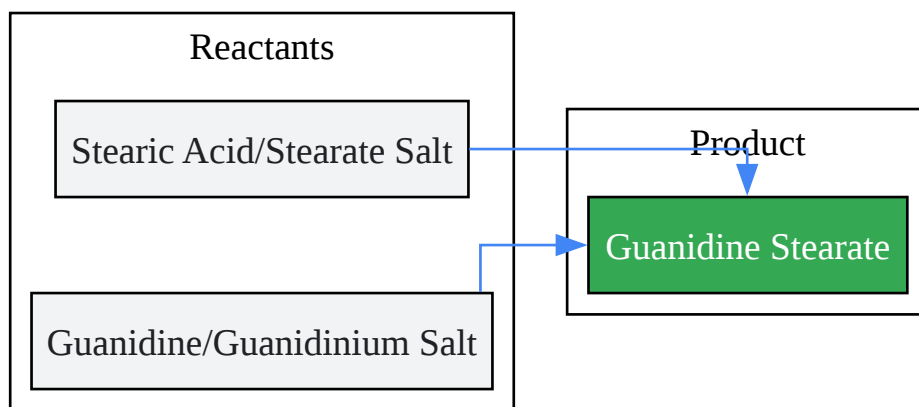 Reactants
Stearic Acid/Stearate Salt
Guanidine/Guanidinium Salt
Product
Guanidine Stearate